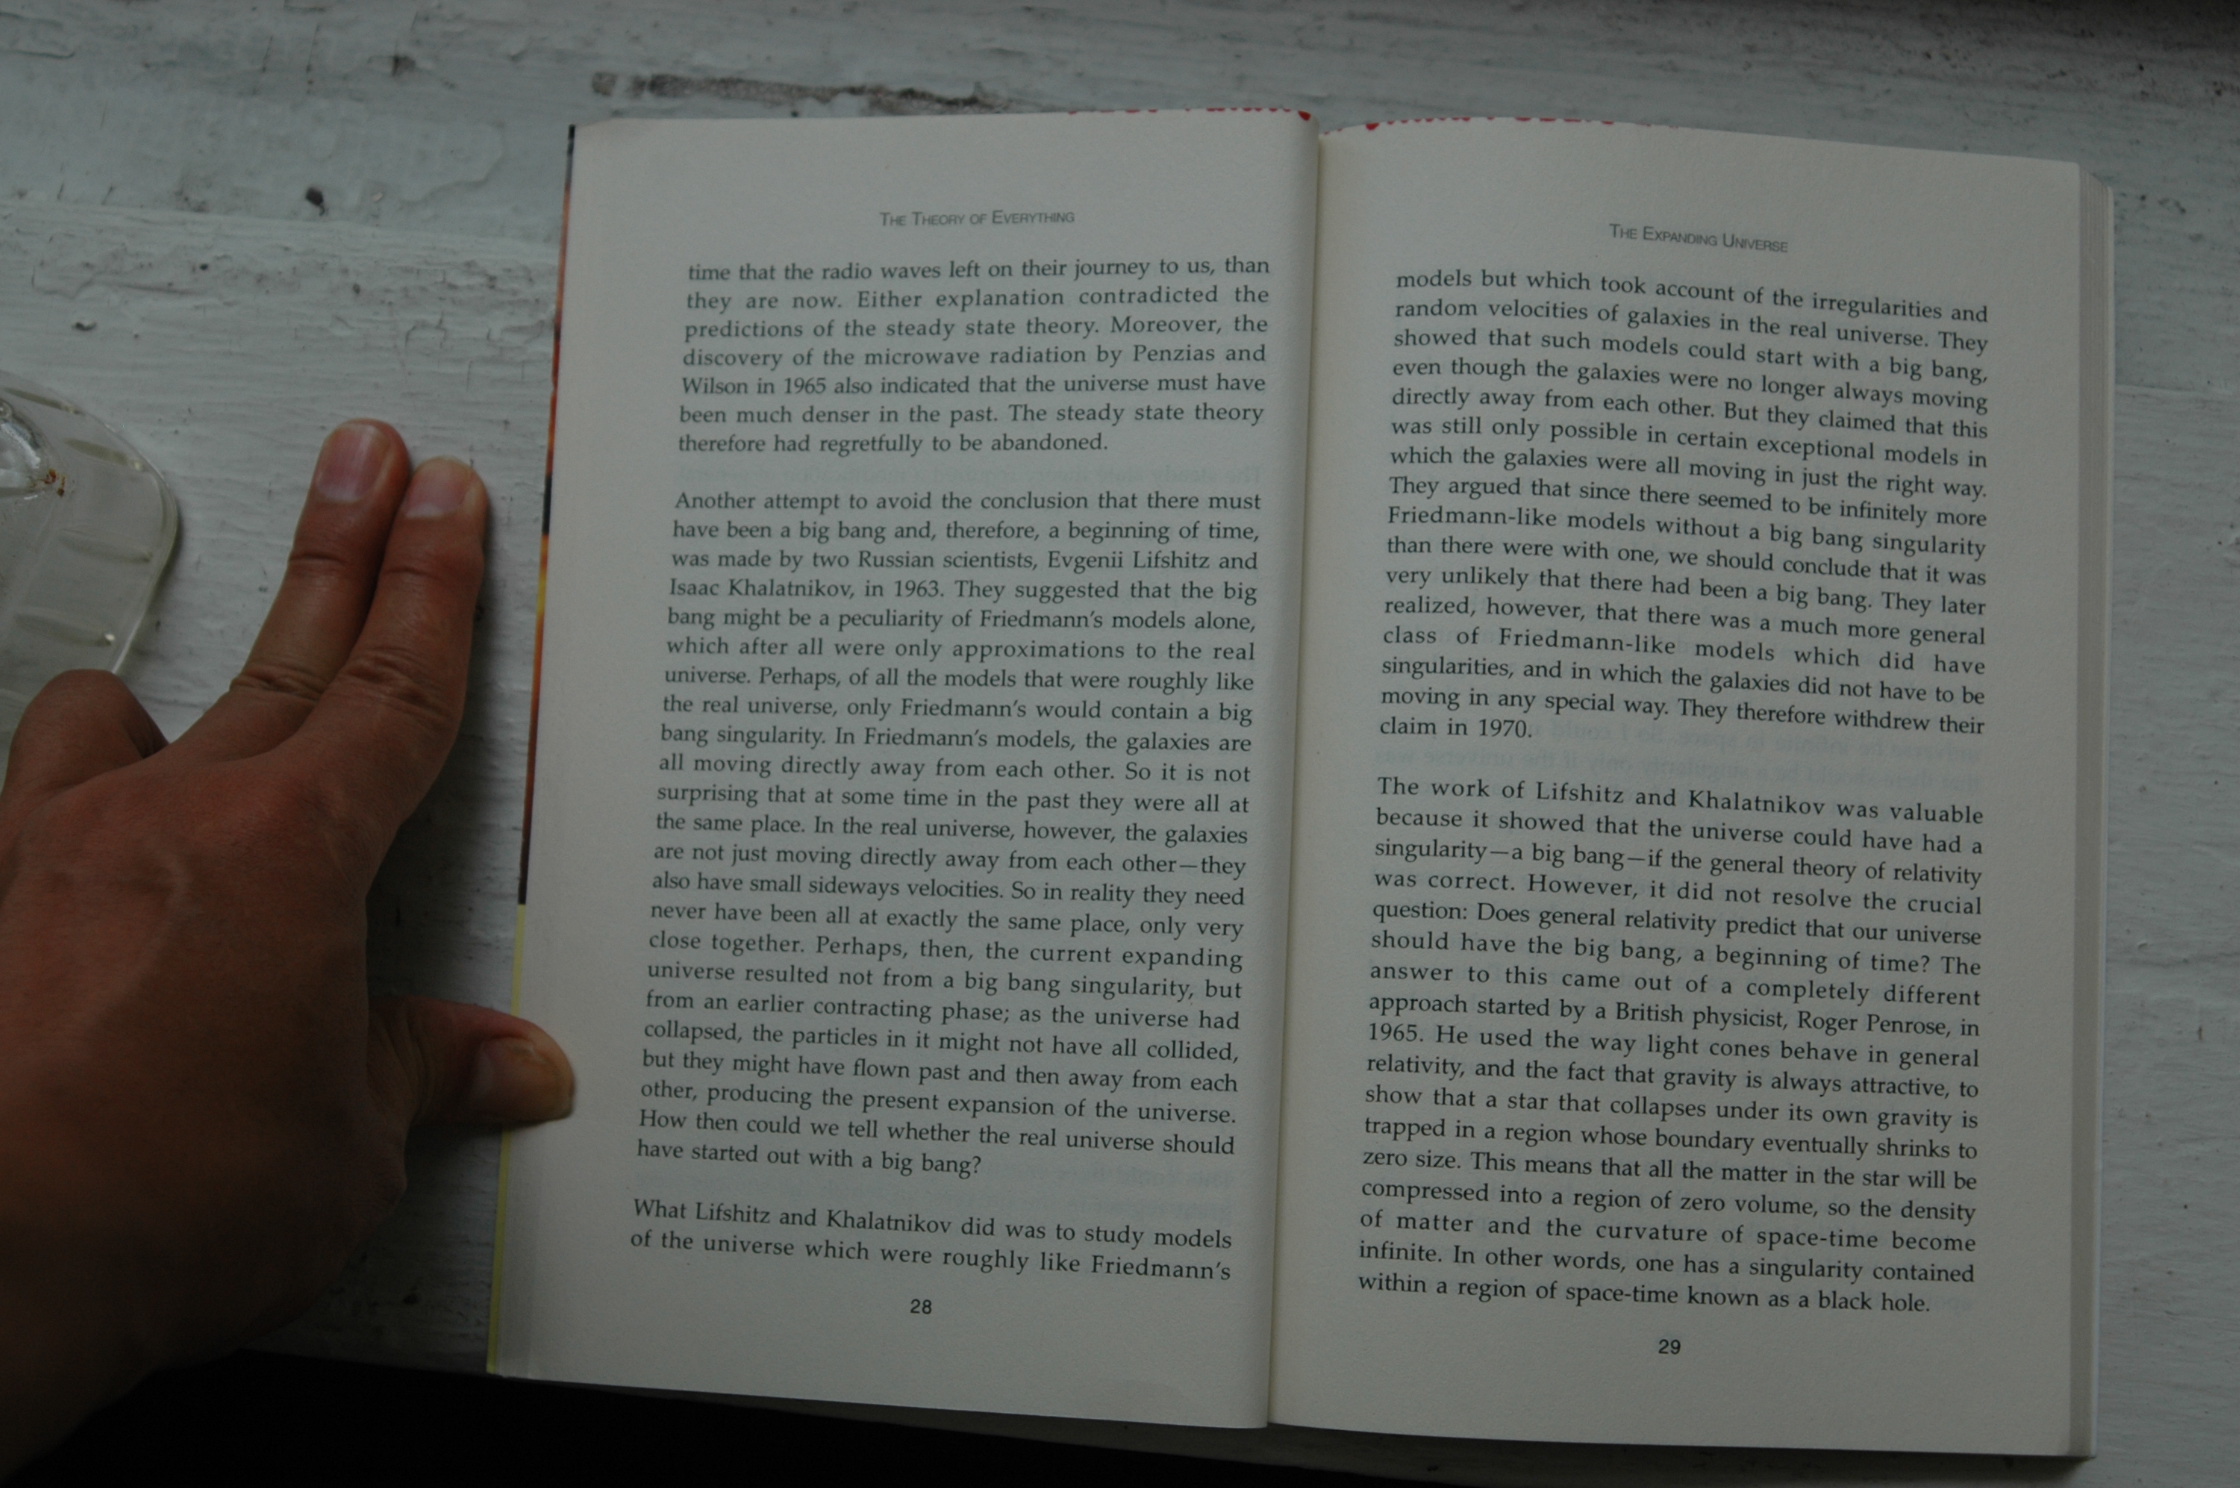 THE THEORY OF EVERYTHING
time that the radio waves left on their journey to us, than
they are now. Either explanation contradicted the
predictions of the steady state theory. Moreover, the
discovery of the microwave radiation by Penzias and
Wilson in 1965 also indicated that the universe must have
been much denser in the past. The steady state theory
therefore had regretfully to be abandoned.
Another attempt to avoid the conclusion that there must
have been a big bang and, therefore, a beginning of time,
was made by two Russian scientists, Evgenii Lifshitz and
Isaac Khalatnikov, in 1963. They suggested that the big
bang might be a peculiarity of Friedmann's models alone,
which after all were only approximations to the real
universe. Perhaps, of all the models that were roughly like
the real universe, only Friedmann's would contain a big
bang singularity. In Friedmann's models, the galaxies are
all moving directly away from each other. So it is not
surprising that at some time in the past they were all at
the same place. In the real universe, however, the galaxies
are not just moving directly away from each other—they
also have small sideways velocities. So in reality they need
never have been all at exactly the same place, only very
close together. Perhaps, then, the current expanding
universe resulted not from a big bang singularity, but
from an earlier contracting phase; as the universe had
collapsed, the particles in it might not have all collided,
but they might have flown past and then away from each
other, producing the present expansion of the universe.
How then could we tell whether the real universe should
have started out with a big bang?
What Lifshitz and Khalatnikov did was to study models
of the universe which were roughly like Friedmann's
28
THE EXPANDING UNIVERSE
models but which took account of the irregularities and
random velocities of galaxies in the real universe. They
showed that such models could start with a big bang,
even though the galaxies were no longer always moving
directly away from each other. But they claimed that this
was still only possible in certain exceptional models in
which the galaxies were all moving in just the right way.
They argued that since there seemed to be infinitely more
Friedmann-like models without a big bang singularity
than there were with one, we should conclude that it was
very unlikely that there had been a big bang. They later
realized, however, that there was a much more general
class of Friedmann-like models which did have
singularities, and in which the galaxies did not have to be
moving in any special way. They therefore withdrew their
claim in 1970.
The work of Lifshitz and Khalatnikov was valuable
because it showed that the universe could have had a
singularity—a big bang—if the general theory of relativity
was correct. However, it did not resolve the crucial
question: Does general relativity predict that our universe
should have the big bang, a beginning of time? The
answer to this came out of a completely different
approach started by a British physicist, Roger Penrose, in
1965. He used the way light cones behave in general
relativity, and the fact that gravity is always attractive, to
show that a star that collapses under its own gravity is
trapped in a region whose boundary eventually shrinks to
zero size. This means that all the matter in the star will be
compressed into a region of zero volume, so the density
of matter and the curvature of space-time become
infinite. In other words, one has a singularity contained
within a region of space-time known as a black hole.
29